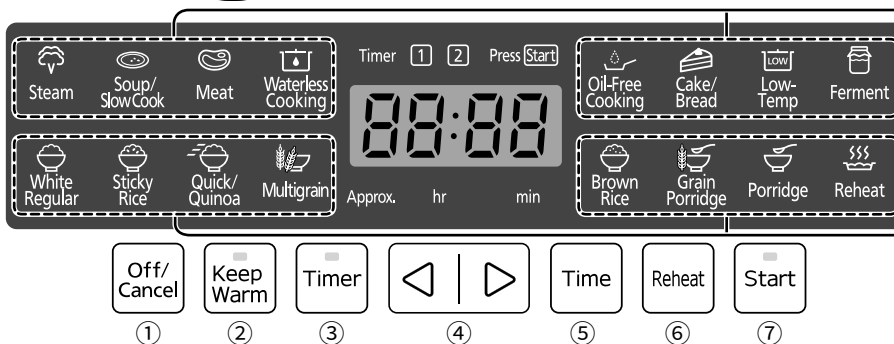 Timer 1 2 Press Start
Steam
Soup/
SlowCook
Meat
Waterless
Cooking
Oil-Free
Cooking
Cake/
Bread
LOW
Low-
Temp
Ferment
88:88
White
Regular
Sticky
Rice
Quick/
Quinoa
Multigrain
Approx. hr min
Brown
Rice
Grain
Porridge
Porridge
Reheat
Off/
Cancel
Keep
Warm
Timer
Time
Reheat
Start
① ② ③ ④ ⑤ ⑥ ⑦